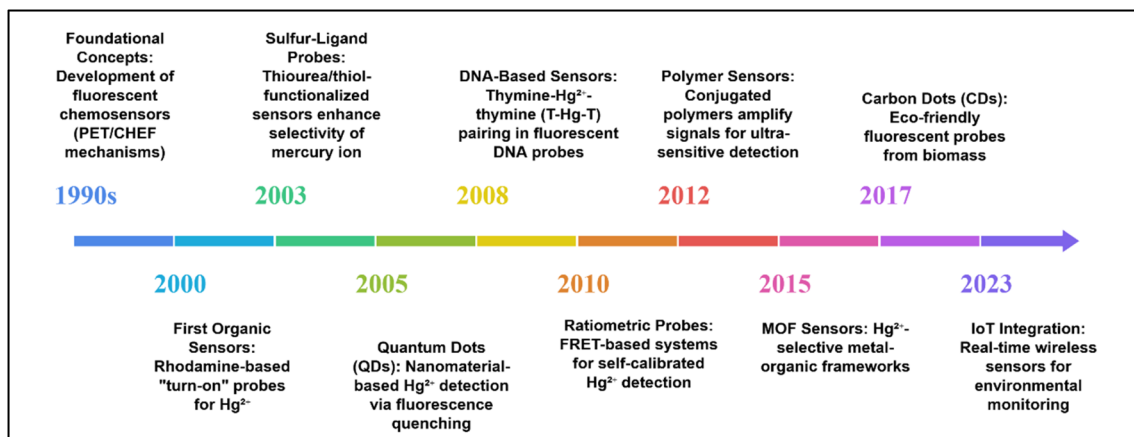 Foundational
Concepts:
Development of
fluorescent
chemosensors
(PET/CHEF
mechanisms)
1990s
Sulfur-Ligand
Probes:
Thiourea/thiol-
functionalized
sensors enhance
selectivity of
mercury ion
2003
DNA-Based Sensors:
Thymine-Hg²⁺-
thymine (T-Hg-T)
pairing in fluorescent
DNA probes
2008
Polymer Sensors:
Conjugated
polymers amplify
signals for ultra-
sensitive detection
2012
Carbon Dots (CDs):
Eco-friendly
fluorescent probes
from biomass
2017
2000
First Organic
Sensors:
Rhodamine-based
"turn-on" probes
for Hg²⁻
2005
Quantum Dots
(QDs): Nanomaterial-
based Hg²⁺ detection
via fluorescence
quenching
2010
Ratiometric Probes:
FRET-based systems
for self-calibrated
Hg²⁺ detection
2015
MOF Sensors: Hg²⁺-
selective metal-
organic frameworks
2023
IoT Integration:
Real-time wireless
sensors for
environmental
monitoring